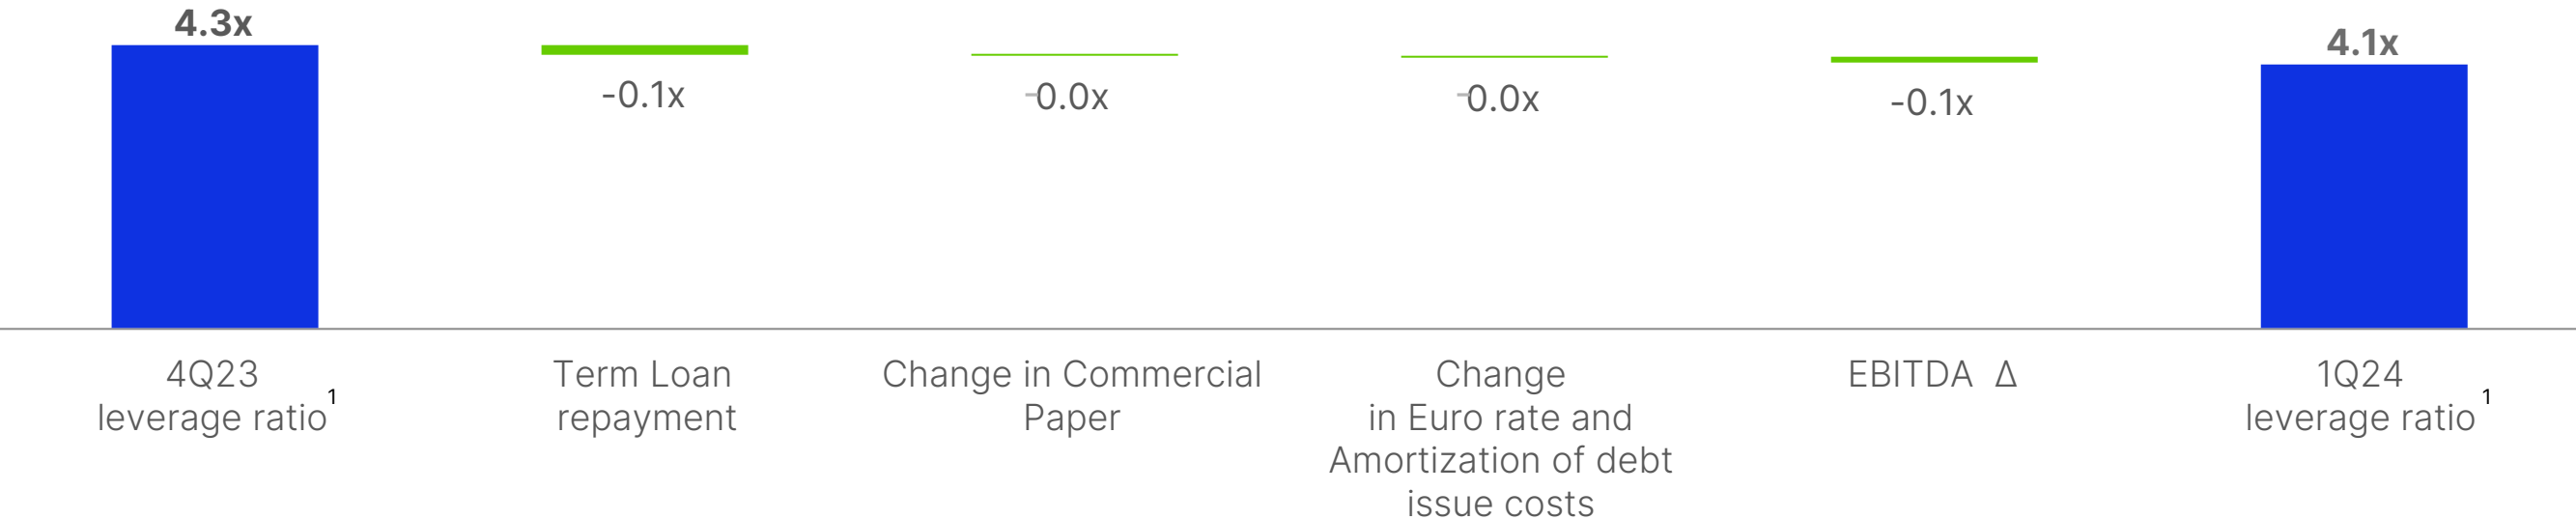 4.3x
-0.1x
-0.0x
-0.0x
-0.1x
4.1x
4Q23
leverage ratio¹
Term Loan
repayment
Change in Commercial
Paper
Change
in Euro rate and
Amortization of debt
issue costs
EBITDA Δ
1Q24
leverage ratio¹